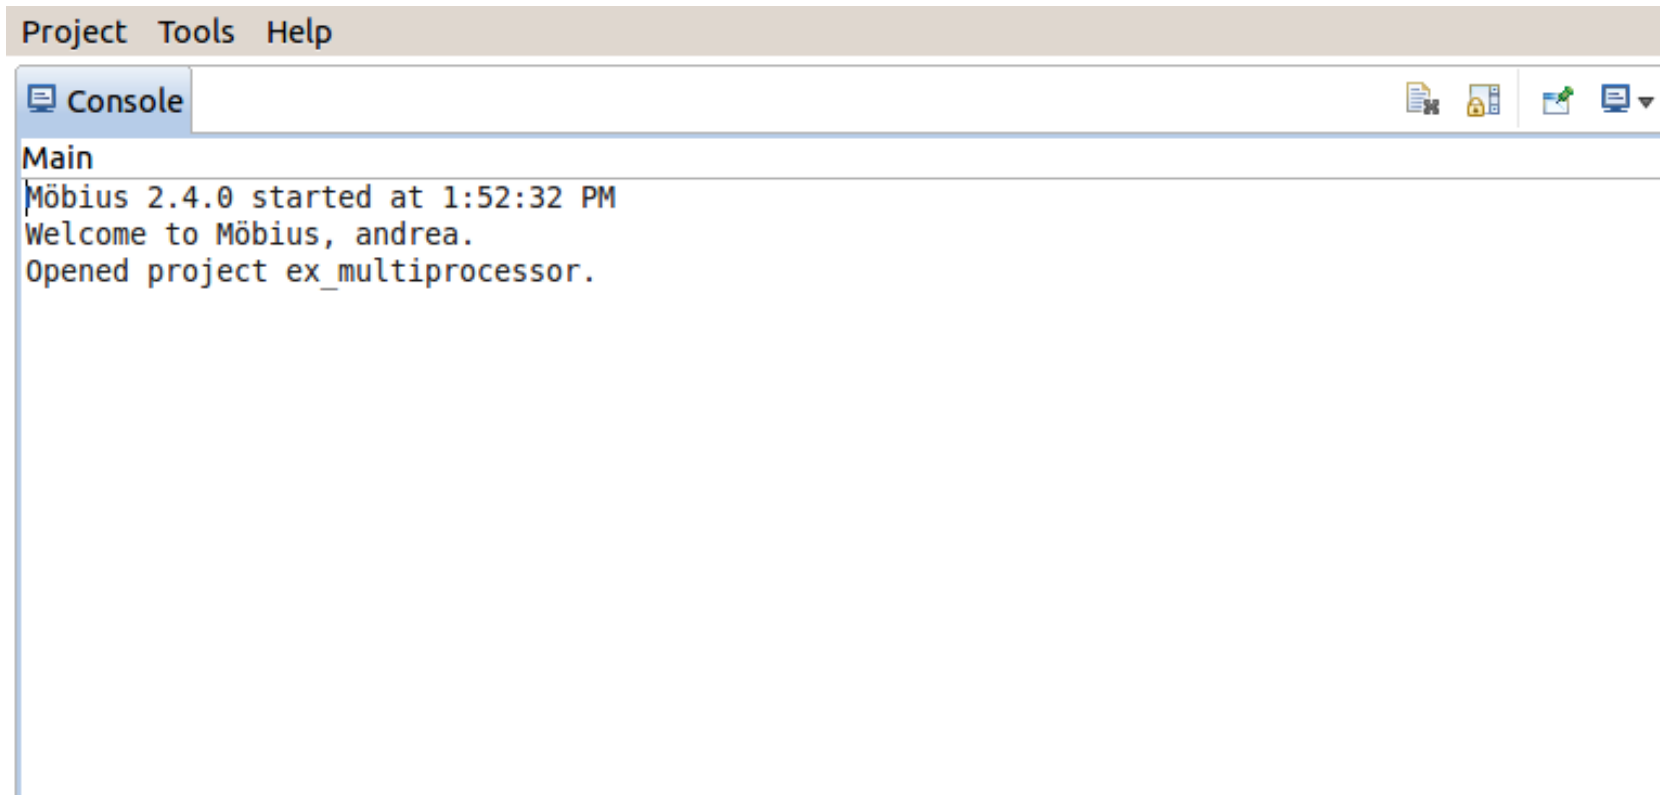 Project Tools Help
Console
Main
Möbius 2.4.0 started at 1:52:32 PM
Welcome to Möbius, andrea.
Opened project ex_multiprocessor.